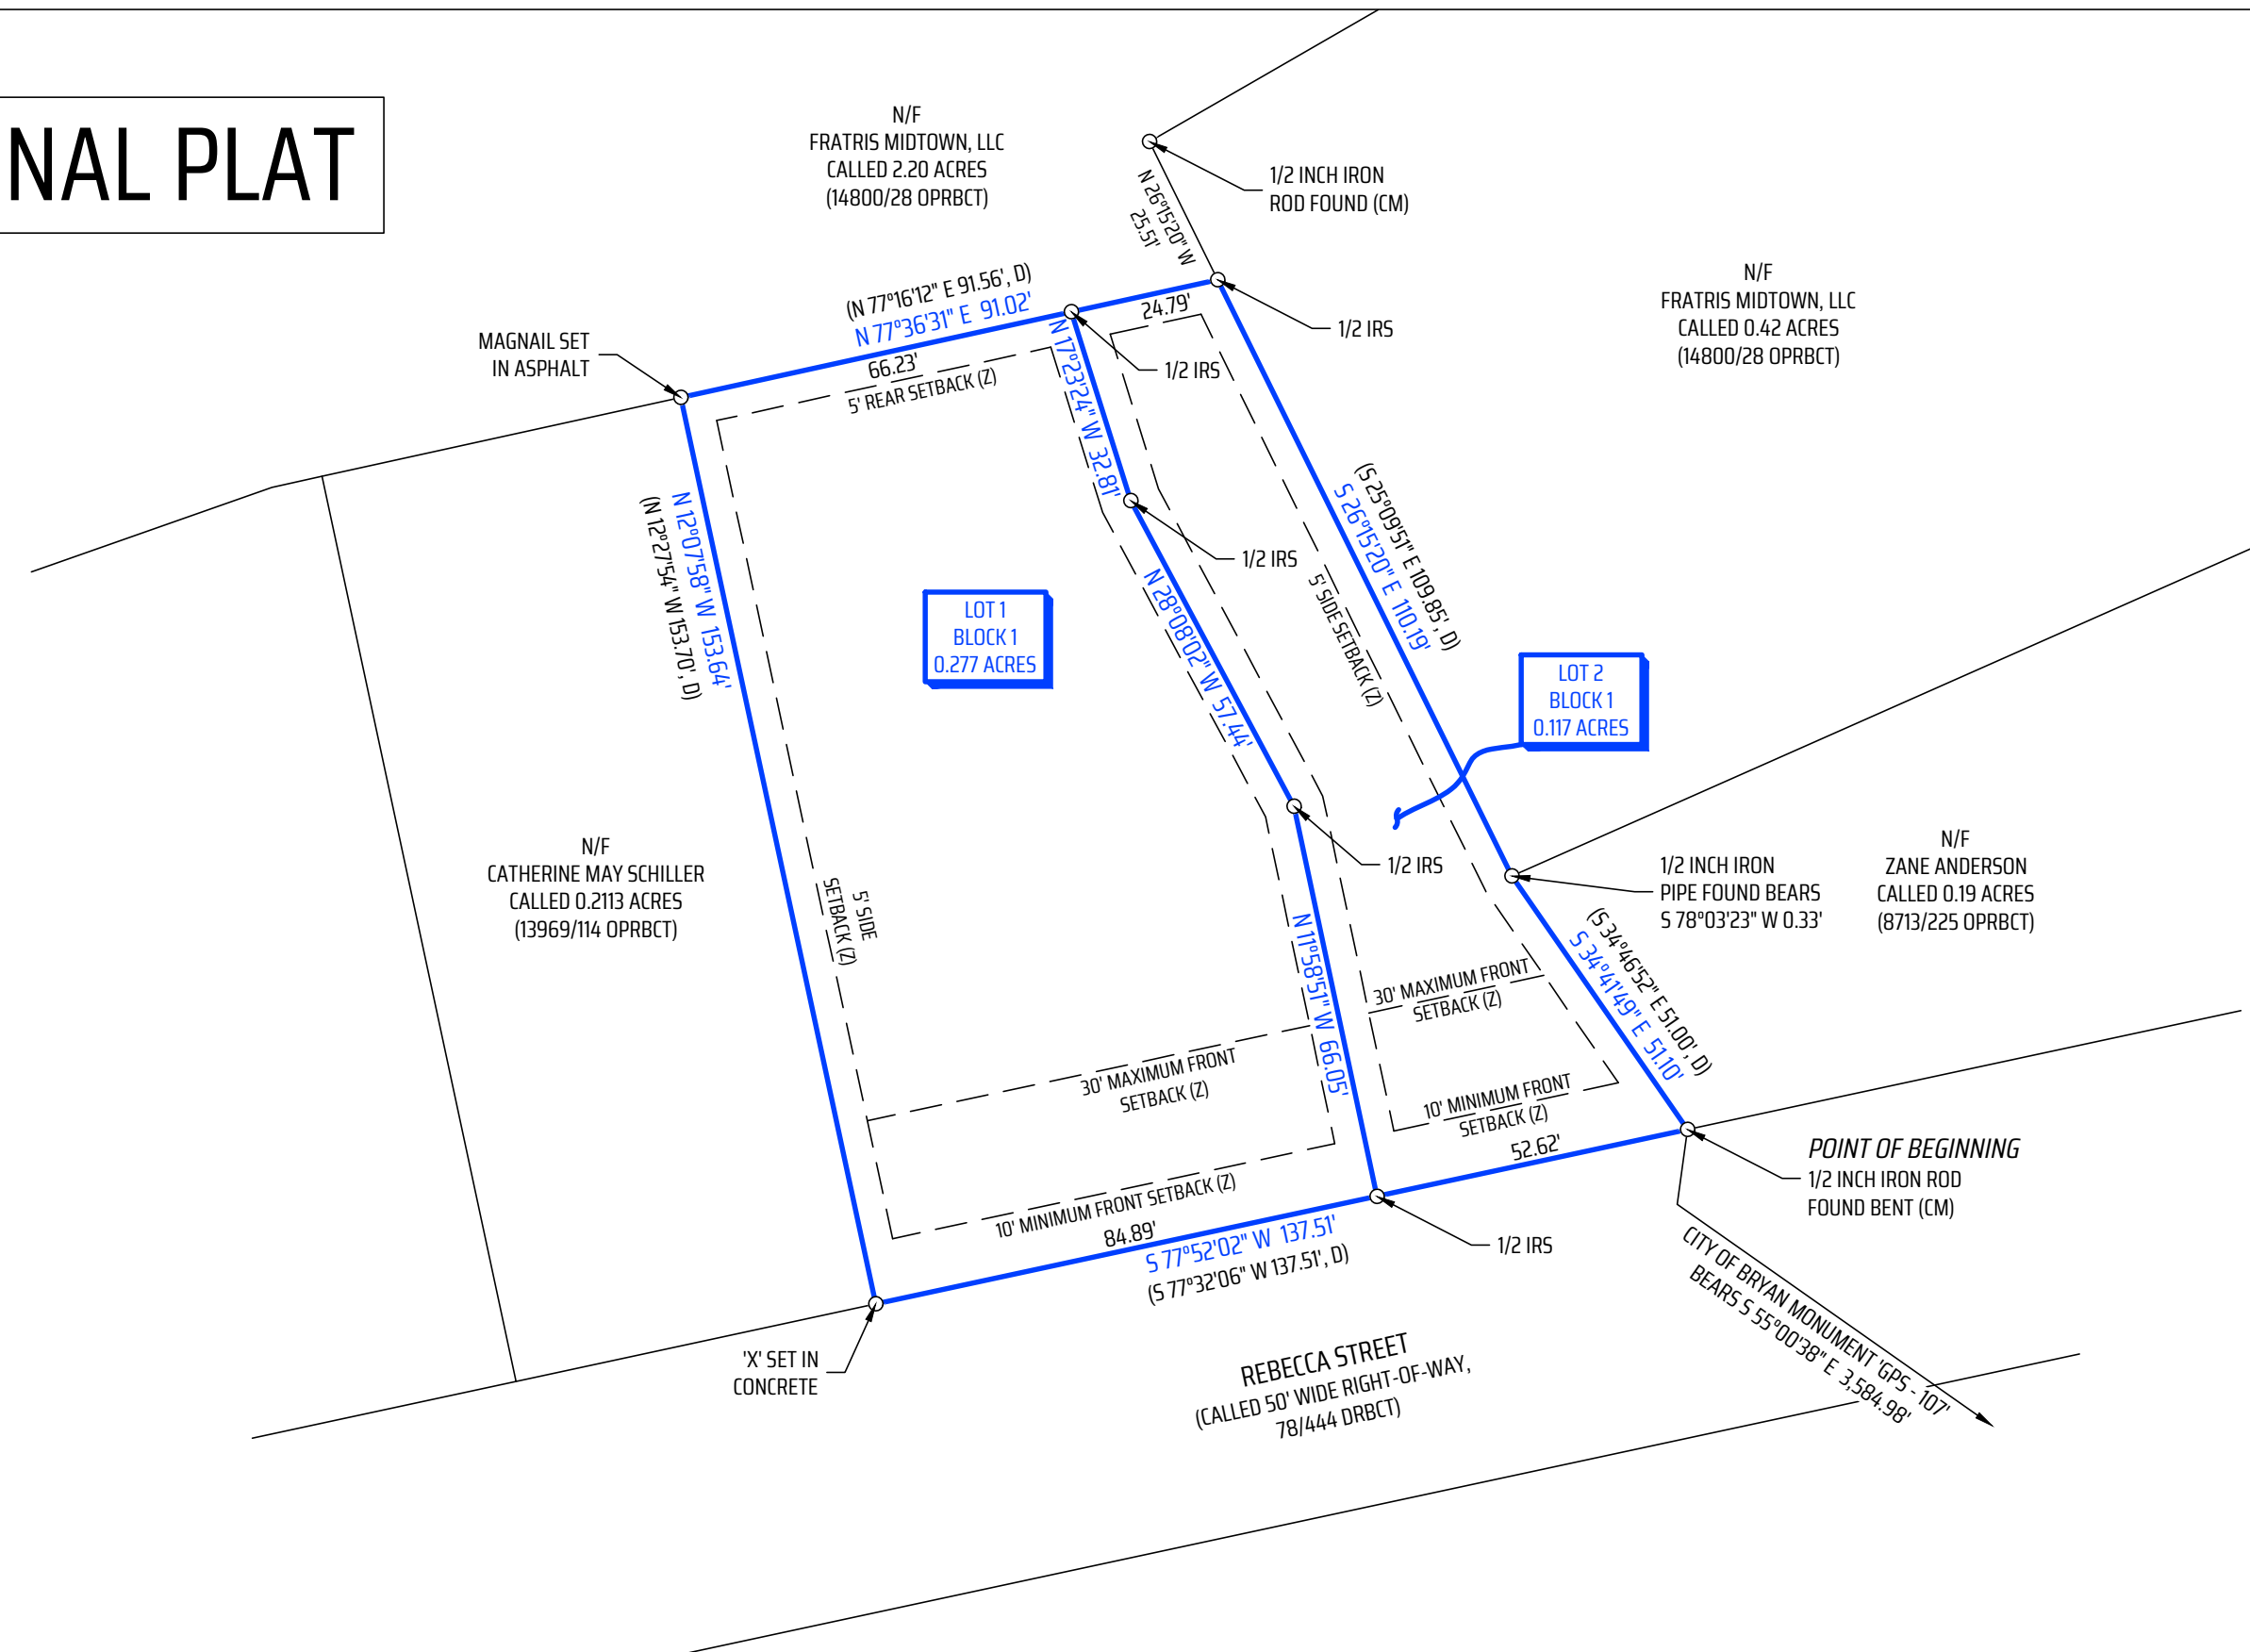 NAL PLAT
N/F
FRATRIS MIDTOWN, LLC
CALLED 2.20 ACRES
(14800/28 OPRBCT)
1/2 INCH IRON
ROD FOUND (CM)
N 26°15'20" W
25.51'
N/F
FRATRIS MIDTOWN, LLC
CALLED 0.42 ACRES
(14800/28 OPRBCT)
MAGNAIL SET
IN ASPHALT
(N 77°16'12" E 91.56', D)
N 77°36'31" E 91.02'
66.23'
5' REAR SETBACK (Z)
24.79'
1/2 IRS
1/2 IRS
N 17°23'24" W 32.81'
1/2 IRS
(S 25°09'51" E 109.85', D)
S 26°15'20" E 110.19'
5' SIDE SETBACK (Z)
N 12°07'58" W 153.64'
(N 12°27'54" W 153.70', D)
LOT 1
BLOCK 1
0.277 ACRES
N 28°08'02" W 57.44'
LOT 2
BLOCK 1
0.117 ACRES
N/F
CATHERINE MAY SCHILLER
CALLED 0.2113 ACRES
(13969/114 OPRBCT)
5' SIDE
SETBACK (Z)
1/2 IRS
1/2 INCH IRON
PIPE FOUND BEARS
S 78°03'23" W 0.33'
N/F
ZANE ANDERSON
CALLED 0.19 ACRES
(8713/225 OPRBCT)
N 11°58'51" W 66.05'
30' MAXIMUM FRONT
SETBACK (Z)
(S 34°46'52" E 51.00', D)
S 34°41'49" E 51.10'
30' MAXIMUM FRONT
SETBACK (Z)
10' MINIMUM FRONT
SETBACK (Z)
52.62'
POINT OF BEGINNING
1/2 INCH IRON ROD
FOUND BENT (CM)
10' MINIMUM FRONT SETBACK (Z)
84.89'
S 77°52'02" W 137.51'
(S 77°32'06" W 137.51', D)
1/2 IRS
CITY OF BRYAN MONUMENT 'GPS - 107'
BEARS S 55°00'38" E 3,584.98'
'X' SET IN
CONCRETE
REBECCA STREET
(CALLED 50' WIDE RIGHT-OF-WAY,
78/444 DRBCT)